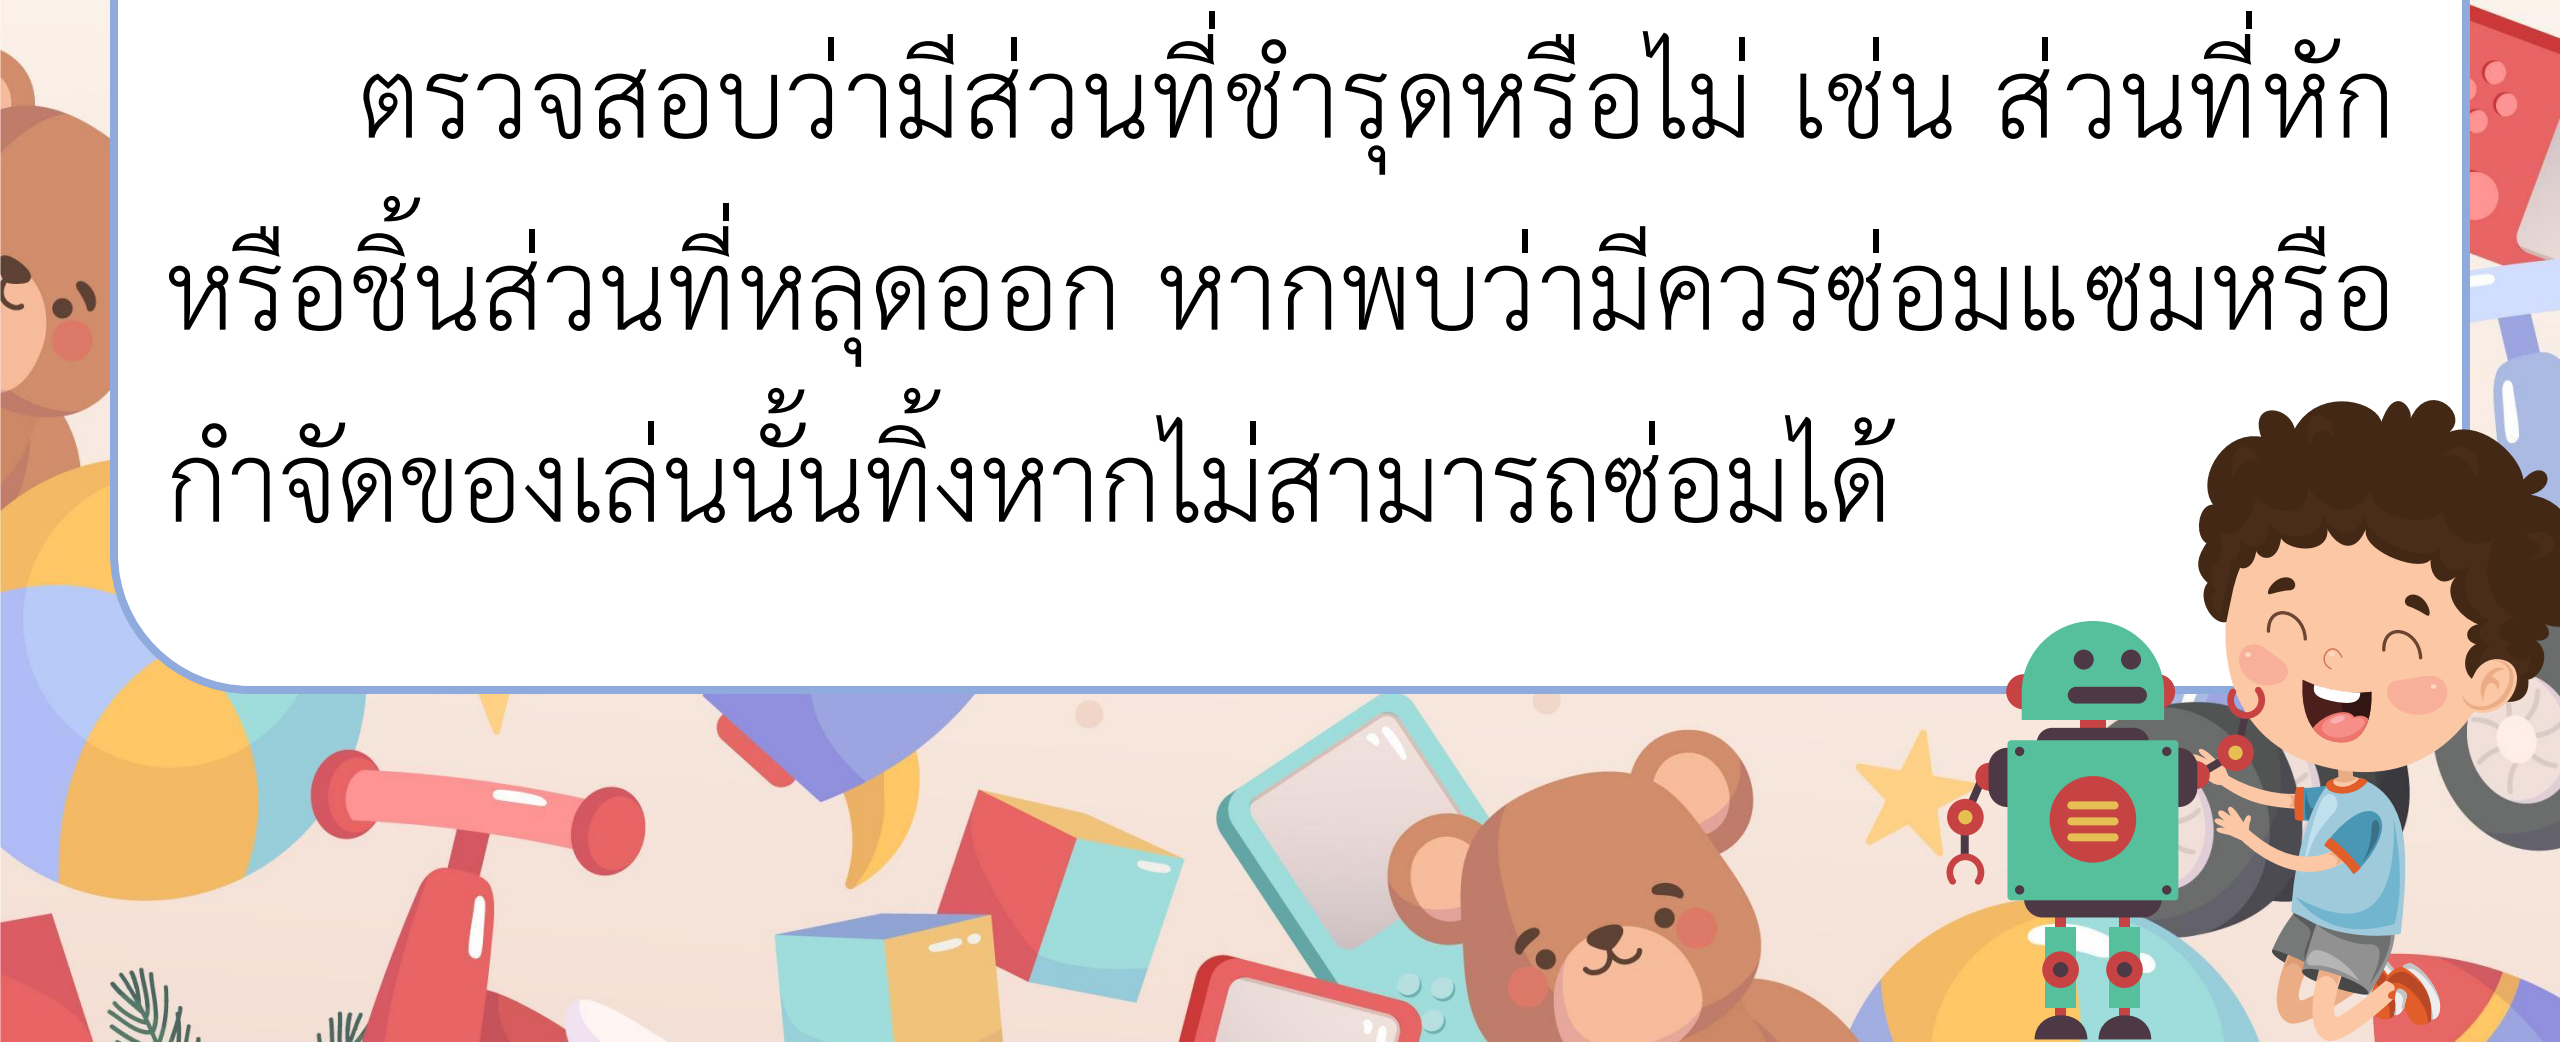 ตรวจสอบว่ามีส่วนที่ชำรุดหรือไม่ เช่น ส่วนที่หัก
หรือชิ้นส่วนที่หลุดออก หากพบว่ามีควรซ่อมแซมหรือ
กำจัดของเล่นนั้นทิ้งหากไม่สามารถซ่อมได้